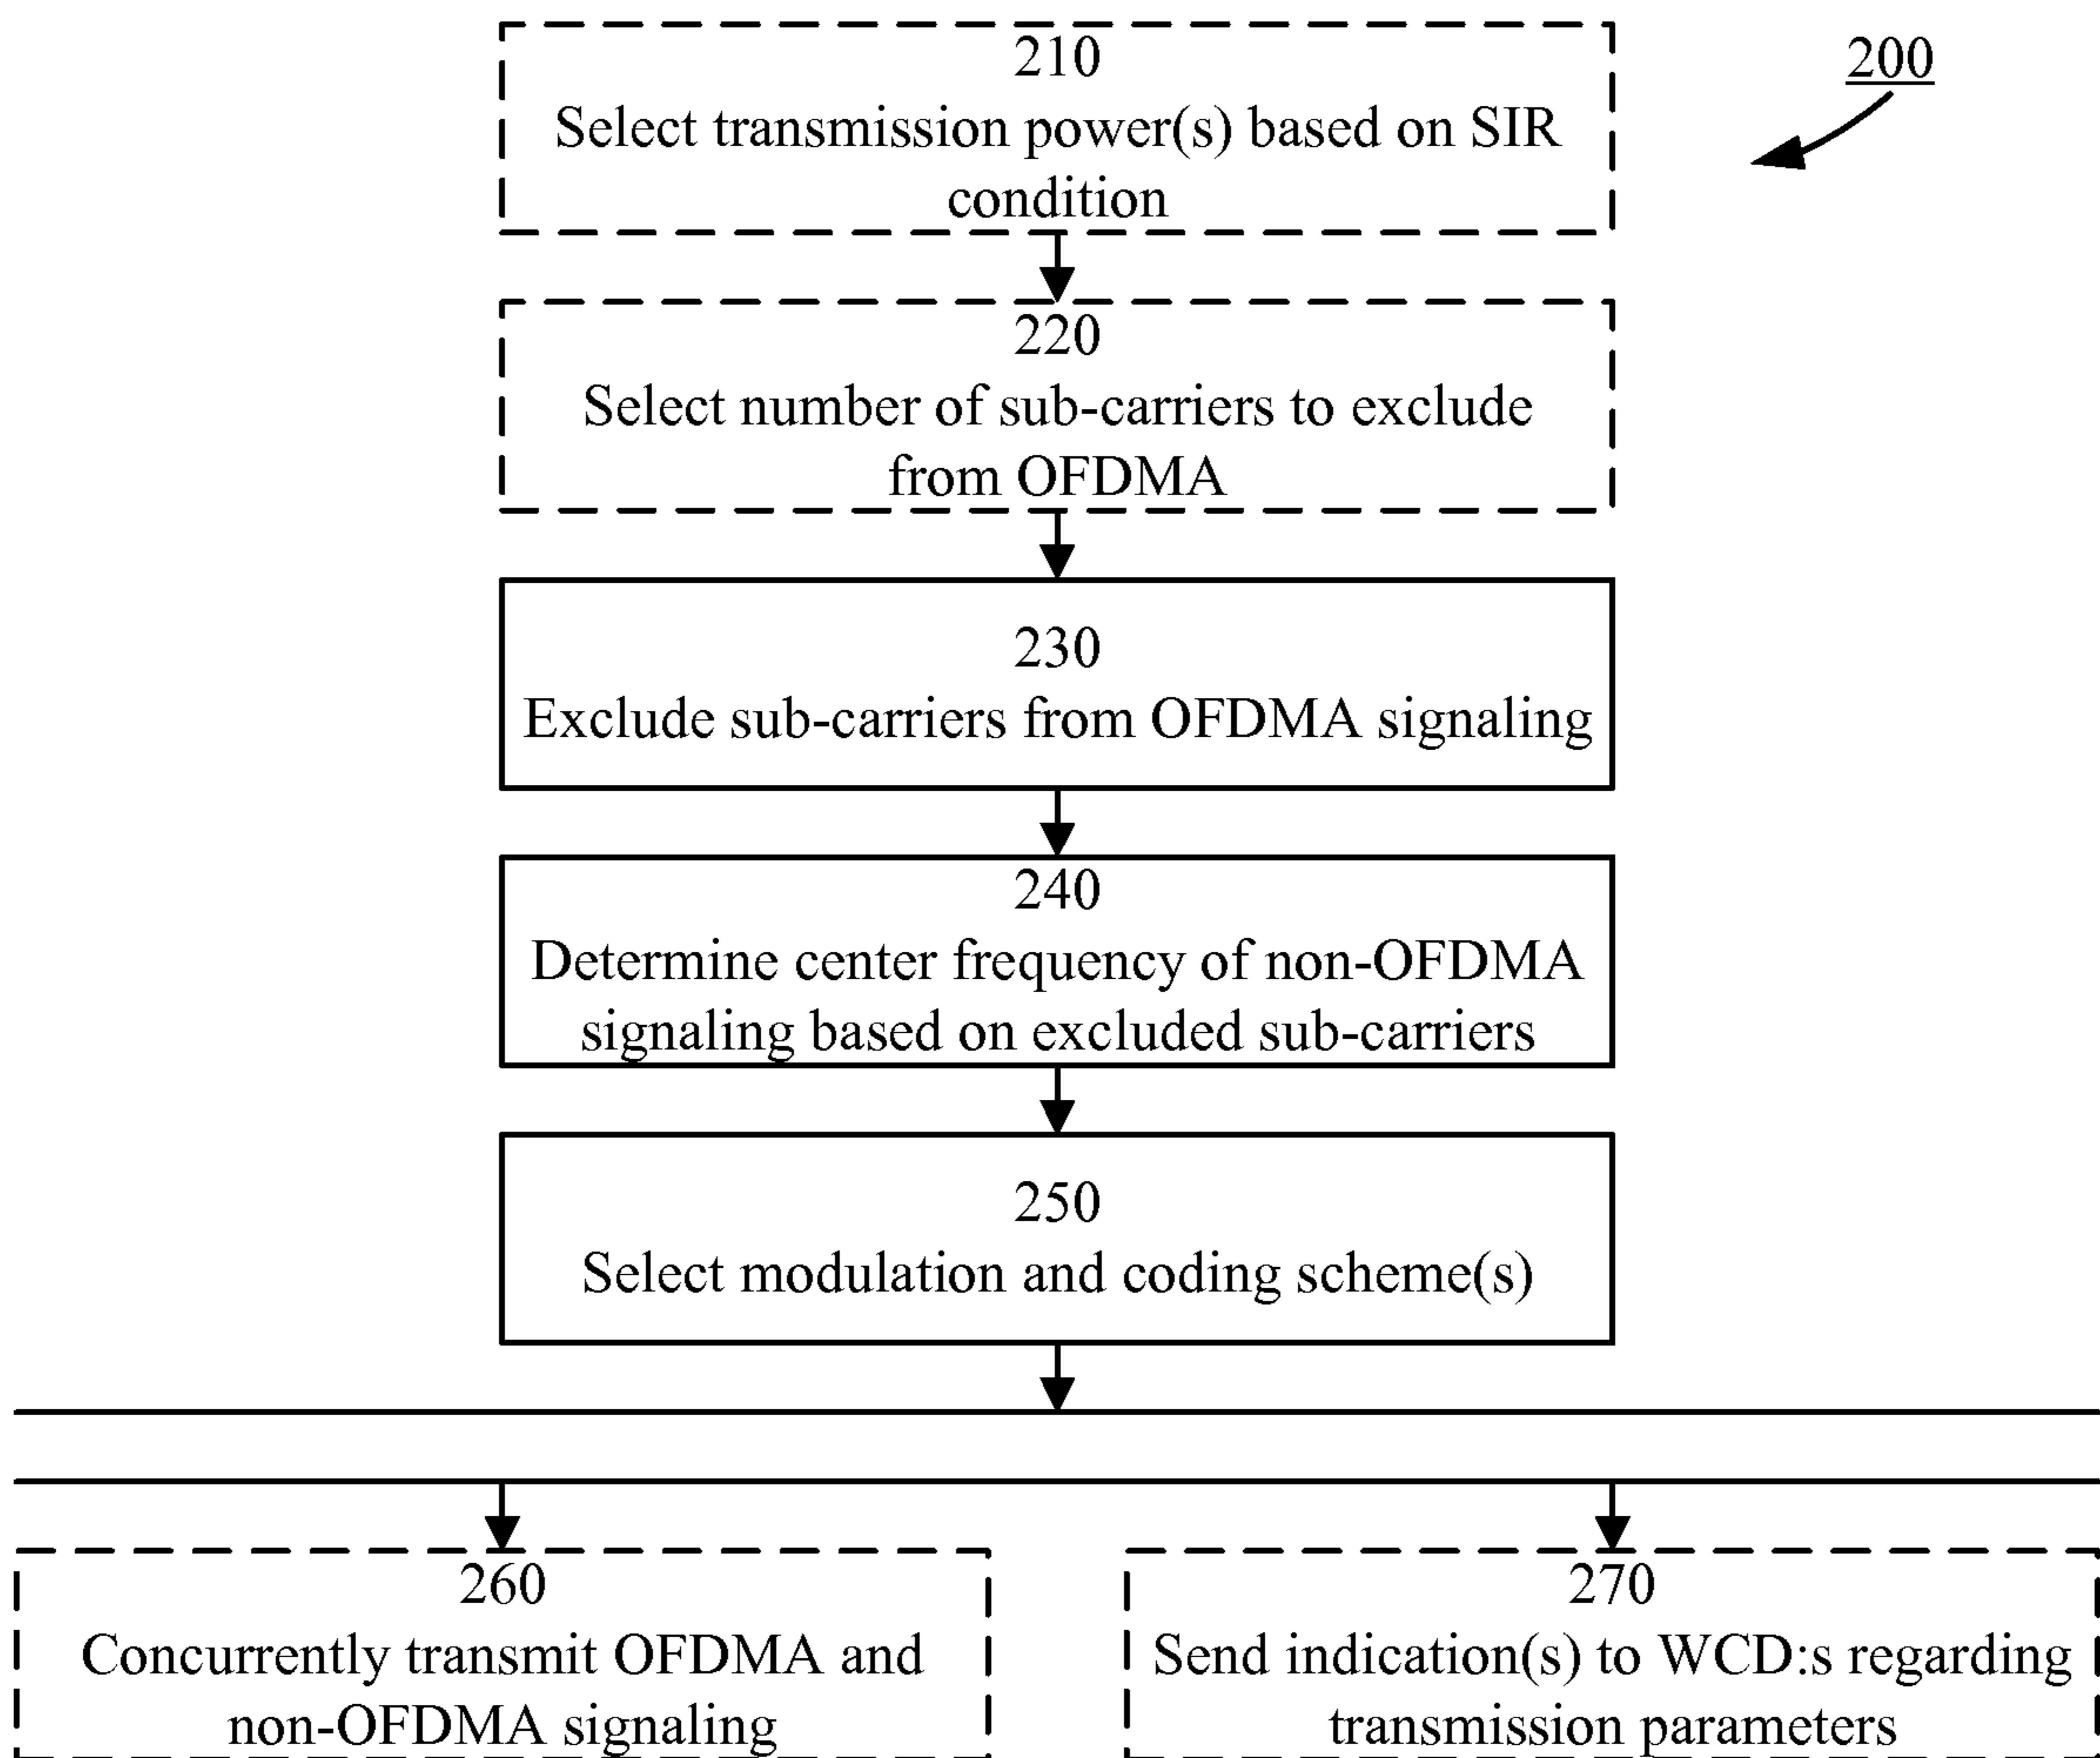 210
Select transmission power(s) based on SIR
condition
200
220
Select number of sub-carriers to exclude
from OFDMA
230
Exclude sub-carriers from OFDMA signaling
240
Determine center frequency of non-OFDMA
signaling based on excluded sub-carriers
250
Select modulation and coding scheme(s)
260
Concurrently transmit OFDMA and
non-OFDMA signaling
270
Send indication(s) to WCD:s regarding
transmission parameters